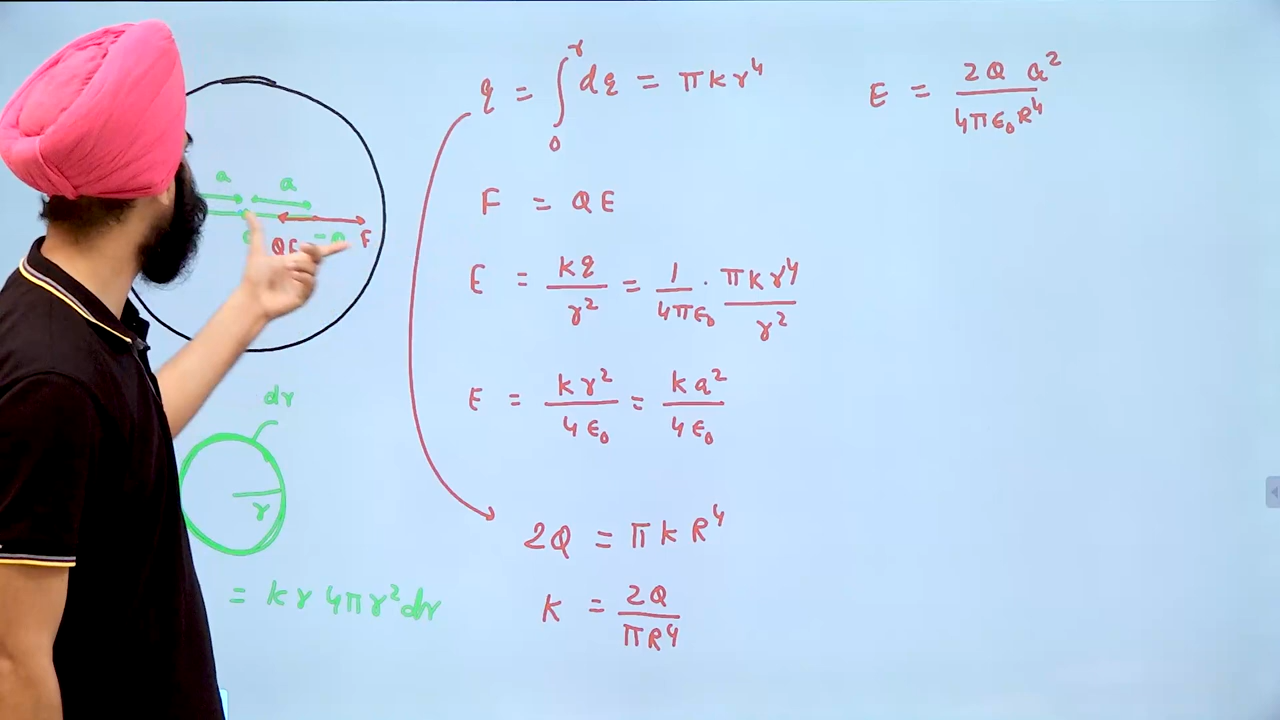 q = ∫₀ʳ dq = πkr⁴
F = QE
E = kq/r² = 1/4πε₀ · πkr⁴/r²
E = kr²/4ε₀ = ka²/4ε₀
2Q = πkR⁴
k = 2Q/πR⁴
E = 2Q a²/4πε₀R⁴
a
a
F
dr
r
= kr 4πr²dr